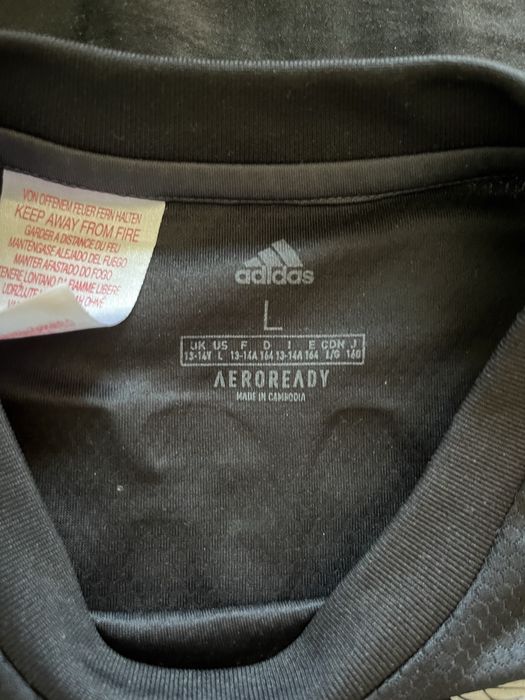 VON OFFENEM FEUER FERN HALTEN
KEEP AWAY FROM FIRE
GARDER A DISTANCE DU FEU
MANTENGASE ALEJADO DEL FUEGO
MANTER AFASTADO DO FOGO
TENERE LONTANO DA FIAMME LIBERE
adidas
L
UK US F D I E CDN J
13-14Y L 13-14A 164 13-14A 164 L/G 160
AEROREADY
MADE IN CAMBODIA